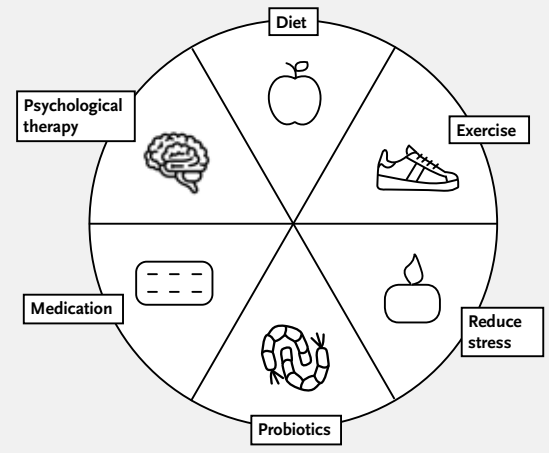 Diet
Exercise
Reduce
stress
Probiotics
Medication
Psychological
therapy